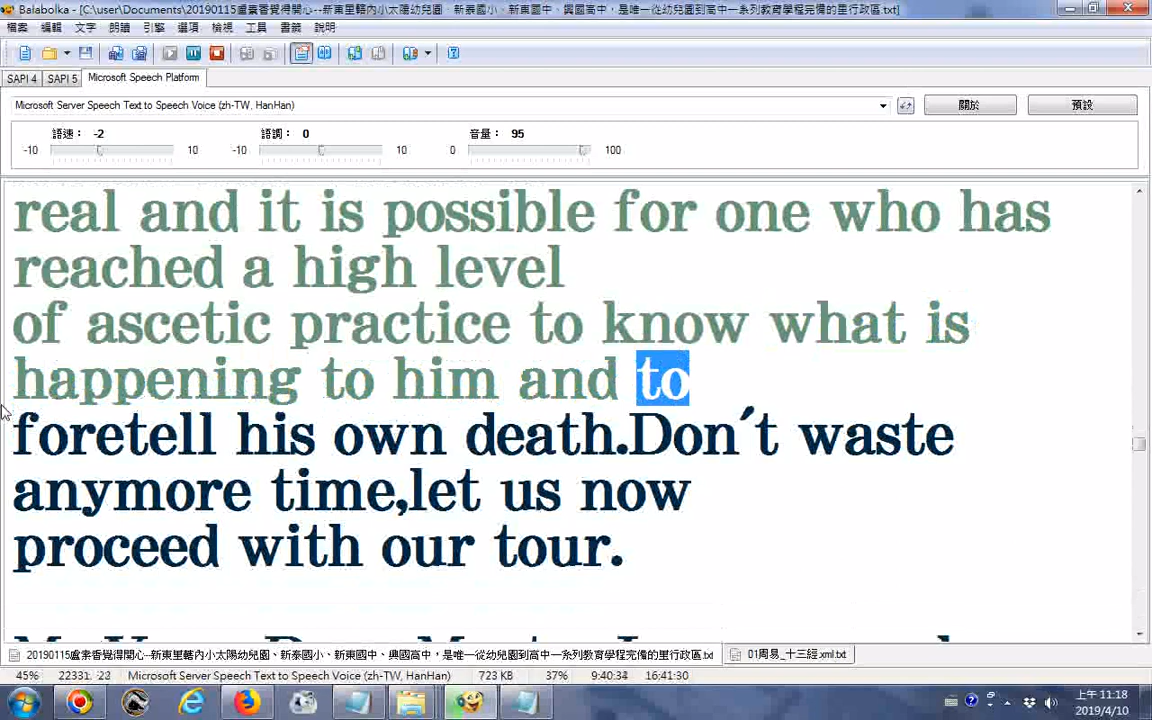 Balabolka - [C:\user\Documents\20190115盧素香覺得開心--新東里轄內小太陽幼兒園、新泰國小、新東國中、興國高中，是唯一從幼兒園到高中一系列教育學程完備的里行政區.txt]
檔案 編輯 文字 朗讀 引擎 選項 檢視 工具 書籤 說明
SAPI 4 SAPI 5 Microsoft Speech Platform
Microsoft Server Speech Text to Speech Voice (zh-TW, HanHan) 關於 預設
語速： -2 語調： 0 音量： 95
-10 10 -10 10 0 100
real and it is possible for one who has
reached a high level
of ascetic practice to know what is
happening to him and to
foretell his own death.Don´t waste
anymore time,let us now
proceed with our tour.
20190115盧素香覺得開心--新東里轄內小太陽幼兒園、新泰國小、新東國中、興國高中，是唯一從幼兒園到高中一系列教育學程完備的里行政區.txt 01周易_十三經.xml.txt
45% 22331: 22 Microsoft Server Speech Text to Speech Voice (zh-TW, HanHan) 723 KB 37% 9:40:34 16:41:30
上午 11:18
2019/4/10